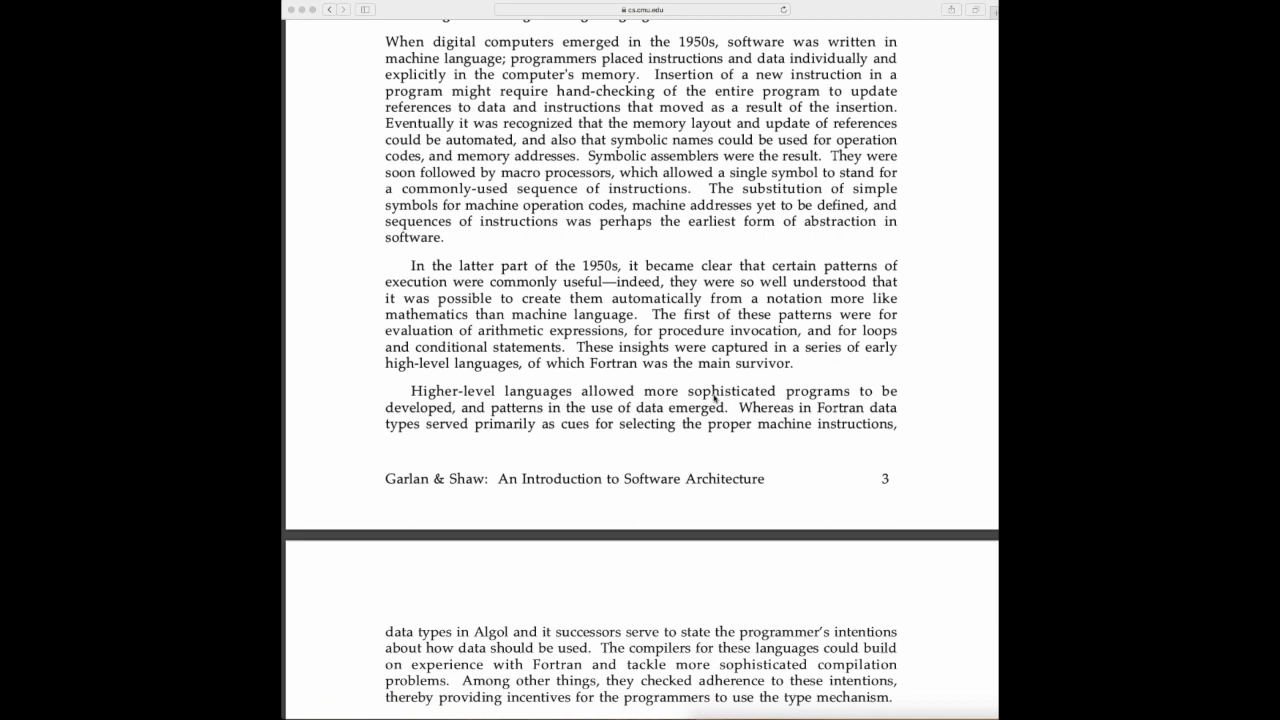 cs.cmu.edu
When digital computers emerged in the 1950s, software was written in
machine language; programmers placed instructions and data individually and
explicitly in the computer's memory. Insertion of a new instruction in a
program might require hand-checking of the entire program to update
references to data and instructions that moved as a result of the insertion.
Eventually it was recognized that the memory layout and update of references
could be automated, and also that symbolic names could be used for operation
codes, and memory addresses. Symbolic assemblers were the result. They were
soon followed by macro processors, which allowed a single symbol to stand for
a commonly-used sequence of instructions. The substitution of simple
symbols for machine operation codes, machine addresses yet to be defined, and
sequences of instructions was perhaps the earliest form of abstraction in
software.
In the latter part of the 1950s, it became clear that certain patterns of
execution were commonly useful—indeed, they were so well understood that
it was possible to create them automatically from a notation more like
mathematics than machine language. The first of these patterns were for
evaluation of arithmetic expressions, for procedure invocation, and for loops
and conditional statements. These insights were captured in a series of early
high-level languages, of which Fortran was the main survivor.
Higher-level languages allowed more sophisticated programs to be
developed, and patterns in the use of data emerged. Whereas in Fortran data
types served primarily as cues for selecting the proper machine instructions,
Garlan & Shaw: An Introduction to Software Architecture 3
data types in Algol and it successors serve to state the programmer's intentions
about how data should be used. The compilers for these languages could build
on experience with Fortran and tackle more sophisticated compilation
problems. Among other things, they checked adherence to these intentions,
thereby providing incentives for the programmers to use the type mechanism.